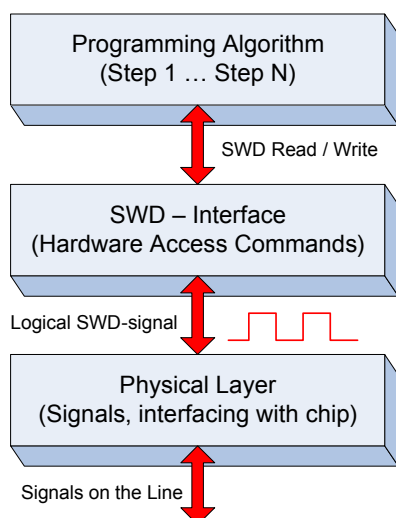 Programming Algorithm
(Step 1 … Step N)
SWD Read / Write
SWD – Interface
(Hardware Access Commands)
Logical SWD-signal
Physical Layer
(Signals, interfacing with chip)
Signals on the Line